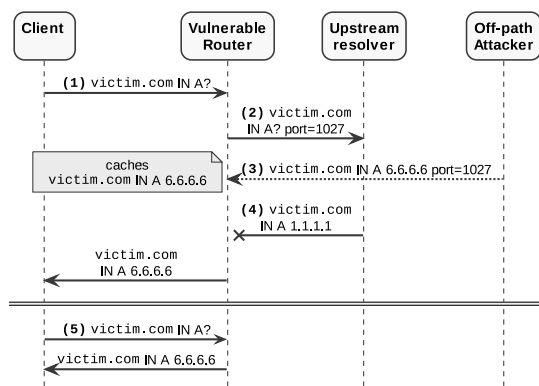 Client
Vulnerable
Router
Upstream
resolver
Off-path
Attacker
(1) victim.com IN A?
(2) victim.com
IN A? port=1027
(3) victim.com IN A 6.6.6.6 port=1027
caches
victim.com IN A 6.6.6.6
(4) victim.com
IN A 1.1.1.1
victim.com
IN A 6.6.6.6
(5) victim.com IN A?
victim.com IN A 6.6.6.6